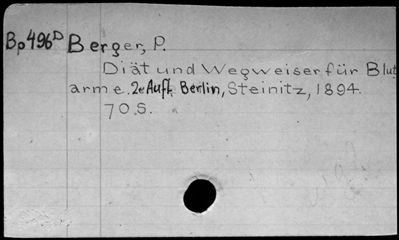 Bp496D Berger, P.
Diät und Wegweiser für Blut
arme. 2e Aufl. Berlin, Steinitz, 1894.
70 S.